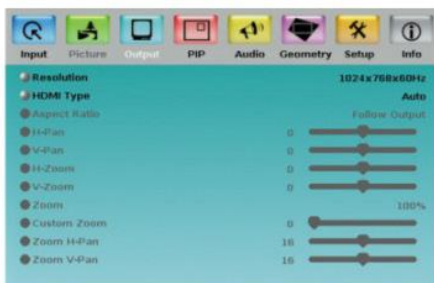 Input Picture Output PIP Audio Geometry Setup Info
Resolution 1024x768x60Hz
HDMI Type Auto
Aspect Ratio Follow Output
H-Pan 0
V-Pan 0
H-Zoom 0
V-Zoom 0
Zoom 100%
Custom Zoom 0
Zoom H-Pan 16
Zoom V-Pan 16